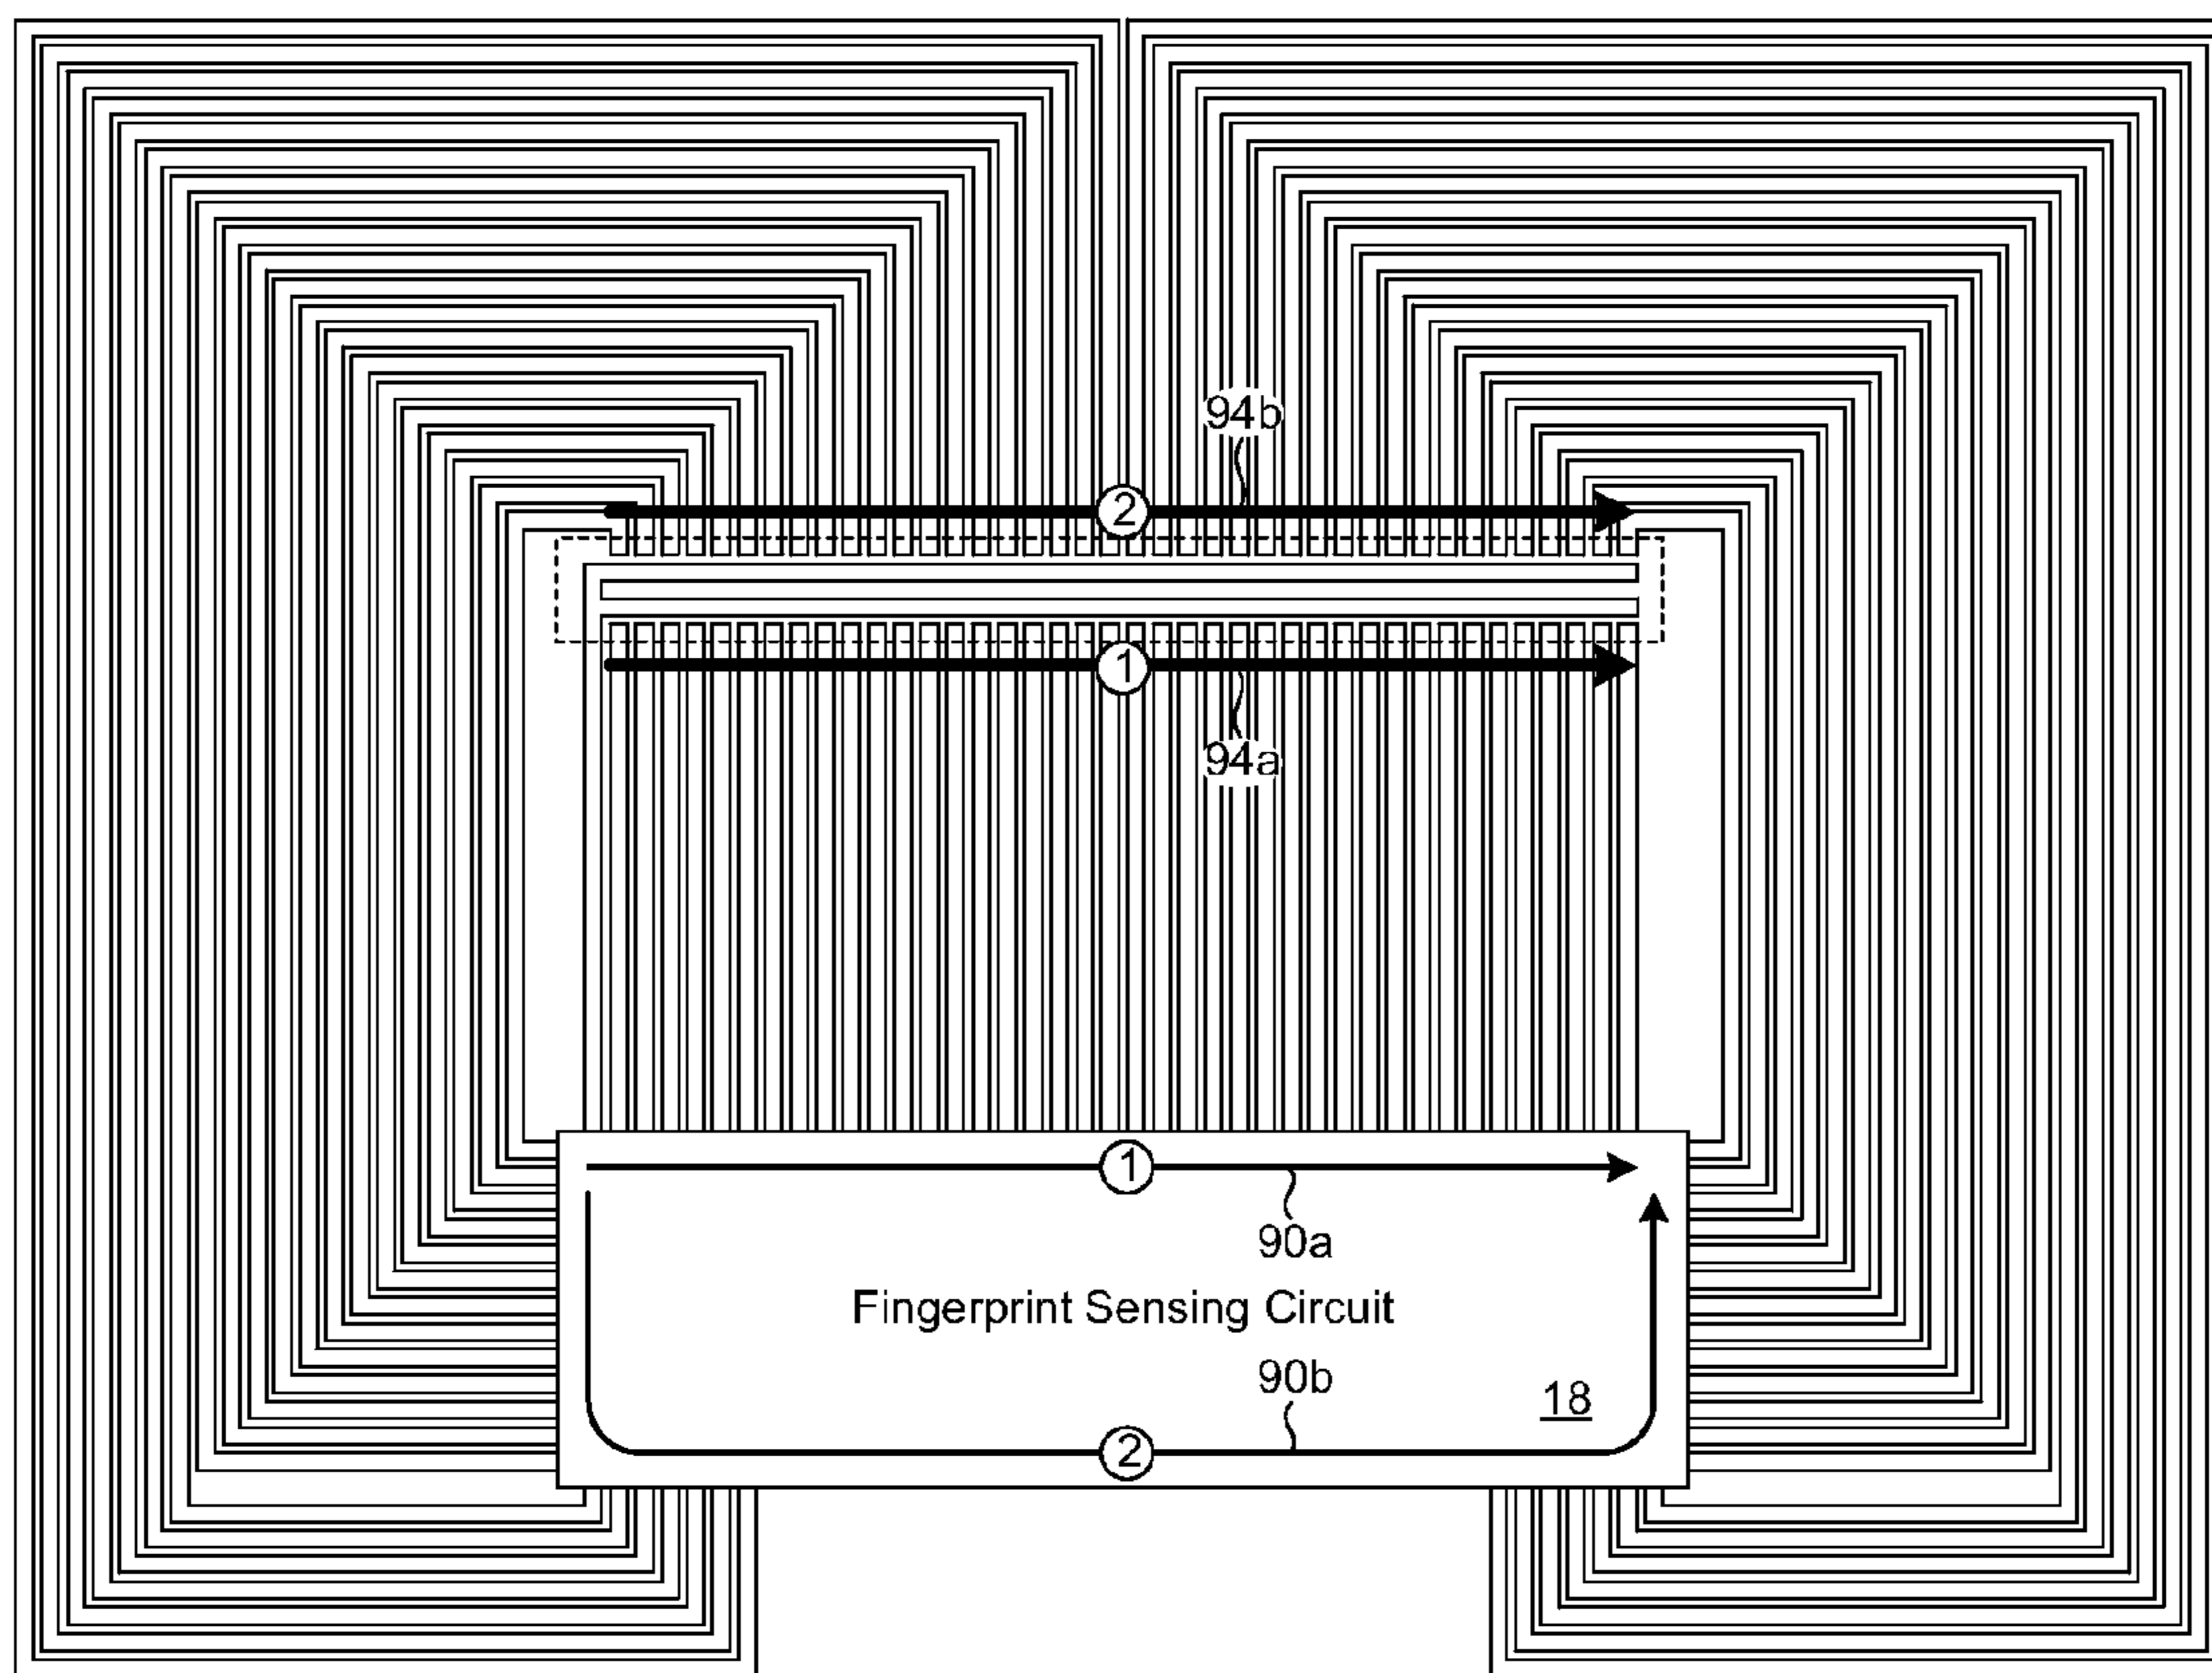 94b
2
1
94a
1
90a
Fingerprint Sensing Circuit
90b
18
2